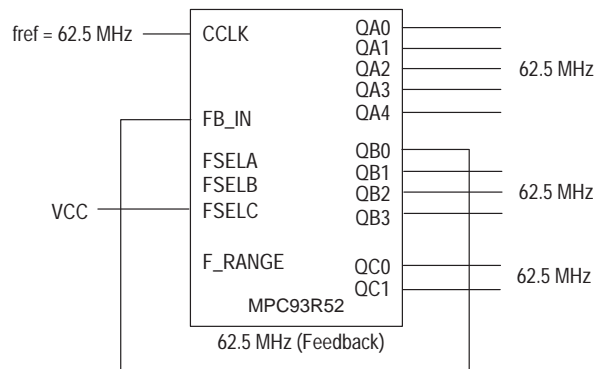 fref = 62.5 MHz
CCLK
FB_IN
FSELA
FSELB
VCC
FSELC
F_RANGE
MPC93R52
QA0
QA1
QA2
QA3
QA4
62.5 MHz
QB0
QB1
QB2
QB3
62.5 MHz
QC0
QC1
62.5 MHz
62.5 MHz (Feedback)